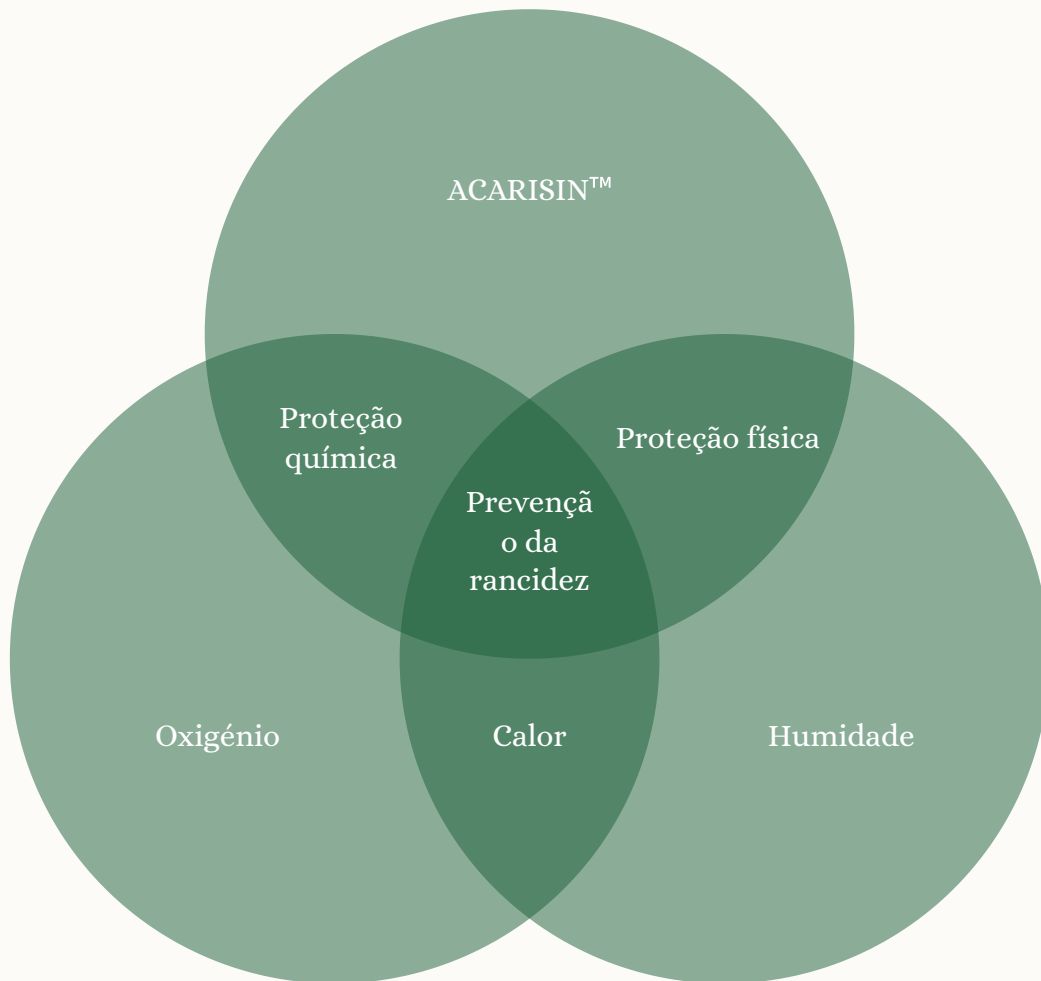 ACARISIN™
Proteção
química
Proteção física
Prevençã
o da
rancidez
Oxigénio
Calor
Humidade